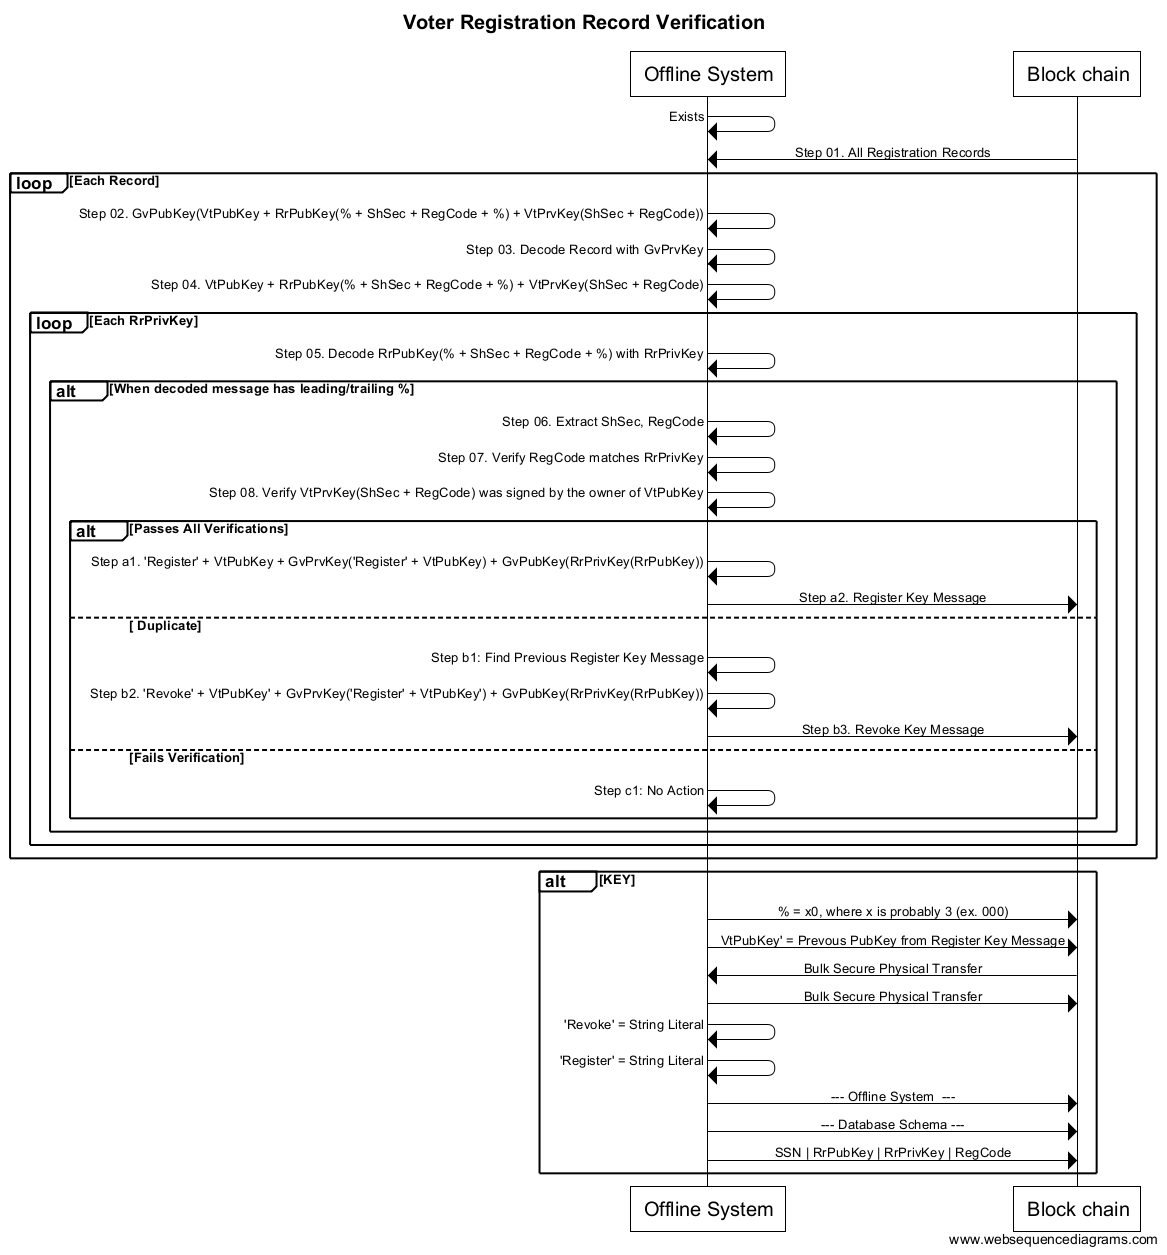 Voter Registration Record Verification
Offline System
Block chain
Exists
Step 01. All Registration Records
loop [Each Record]
Step 02. GvPubKey(VtPubKey + RrPubKey(% + ShSec + RegCode + %) + VtPrvKey(ShSec + RegCode))
Step 03. Decode Record with GvPrvKey
Step 04. VtPubKey + RrPubKey(% + ShSec + RegCode + %) + VtPrvKey(ShSec + RegCode)
loop [Each RrPrivKey]
Step 05. Decode RrPubKey(% + ShSec + RegCode + %) with RrPrivKey
alt [When decoded message has leading/trailing %]
Step 06. Extract ShSec, RegCode
Step 07. Verify RegCode matches RrPrivKey
Step 08. Verify VtPrvKey(ShSec + RegCode) was signed by the owner of VtPubKey
alt [Passes All Verifications]
Step a1. 'Register' + VtPubKey + GvPrvKey('Register' + VtPubKey) + GvPubKey(RrPrivKey(RrPubKey))
Step a2. Register Key Message
[ Duplicate]
Step b1: Find Previous Register Key Message
Step b2. 'Revoke' + VtPubKey' + GvPrvKey('Register' + VtPubKey') + GvPubKey(RrPrivKey(RrPubKey))
Step b3. Revoke Key Message
[Fails Verification]
Step c1: No Action
alt [KEY]
% = x0, where x is probably 3 (ex. 000)
VtPubKey' = Prevous PubKey from Register Key Message
Bulk Secure Physical Transfer
Bulk Secure Physical Transfer
'Revoke' = String Literal
'Register' = String Literal
--- Offline System ---
--- Database Schema ---
SSN | RrPubKey | RrPrivKey | RegCode
Offline System
Block chain
www.websequencediagrams.com